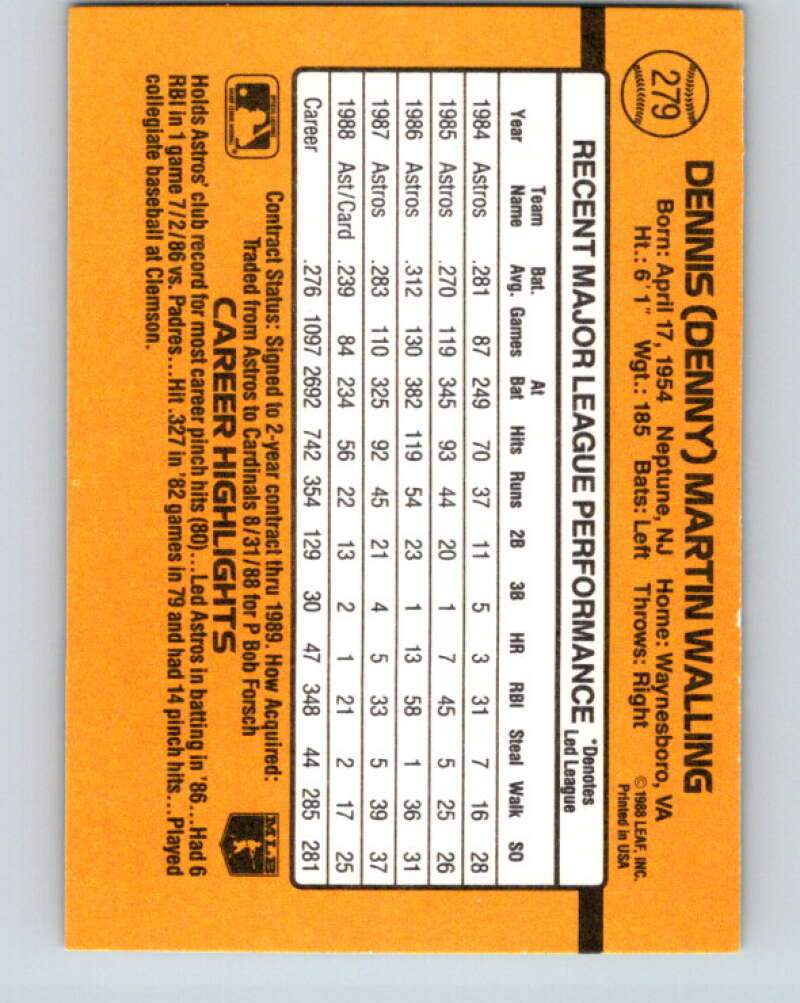 279
DENNIS (DENNY) MARTIN WALLING
Born: April 17, 1954 Neptune, NJ Home: Waynesboro, VA
Ht.: 6'1" Wgt.: 185 Bats: Left Throws: Right
© 1988 LEAF, INC.
Printed in USA
RECENT MAJOR LEAGUE PERFORMANCE *Denotes Led League
Year Team Name Bat. Avg. Games At Bat Hits Runs 2B 3B HR RBI Steal Walk SO
1984 Astros .281 87 249 70 37 11 5 3 31 7 16 28
1985 Astros .270 119 345 93 44 20 1 7 45 5 25 26
1986 Astros .312 130 382 119 54 23 1 13 58 1 36 31
1987 Astros .283 110 325 92 45 21 4 5 33 5 39 37
1988 Ast/Card .239 84 234 56 22 13 2 1 21 2 17 25
Career .276 1097 2692 742 354 129 30 47 348 44 285 281
Contract Status: Signed to 2-year contract thru 1989. How Acquired:
Traded from Astros to Cardinals 8/31/88 for P Bob Forsch
MLB
CAREER HIGHLIGHTS
Holds Astros' club record for most career pinch hits (80)...Led Astros in batting in '86...Had 6
RBI in 1 game 7/2/86 vs. Padres...Hit .327 in '82 games in 79 and had 14 pinch hits...Played
collegiate baseball at Clemson.